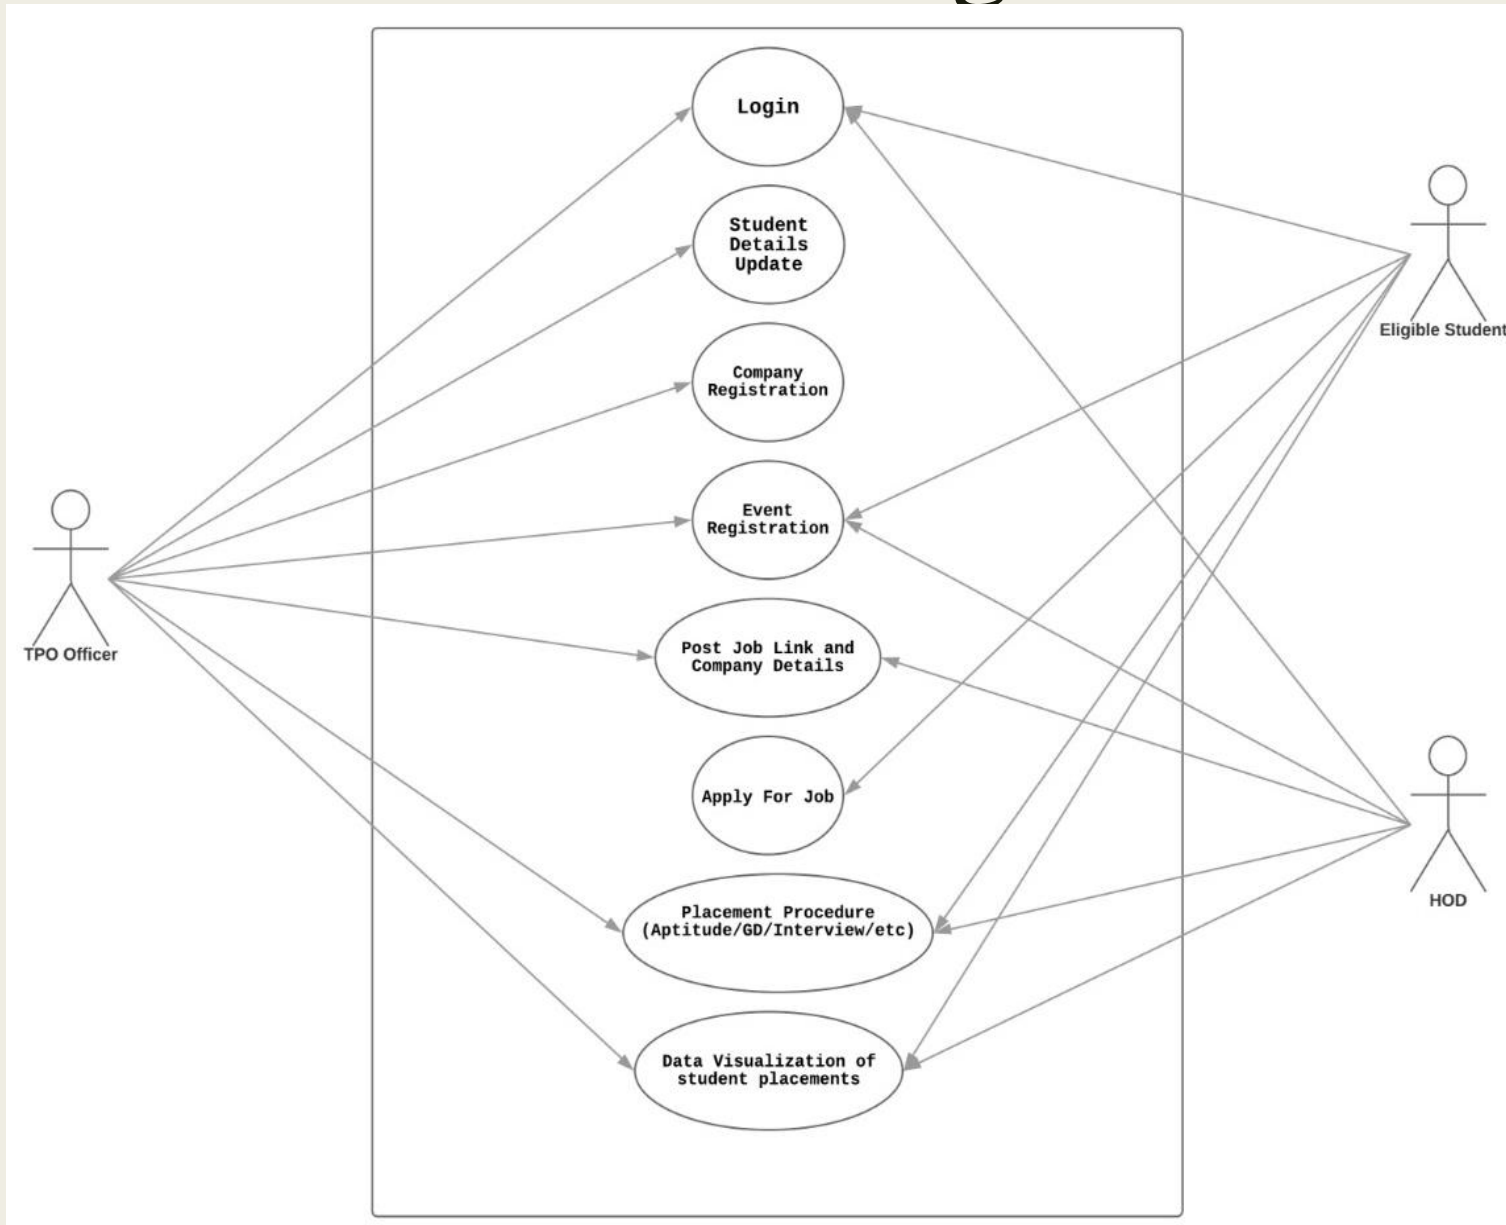 Login
Student
Details
Update
Company
Registration
Event
Registration
Post Job Link and
Company Details
Apply For Job
Placement Procedure
(Aptitude/GD/Interview/etc)
Data Visualization of
student placements
TPO Officer
Eligible Student
HOD